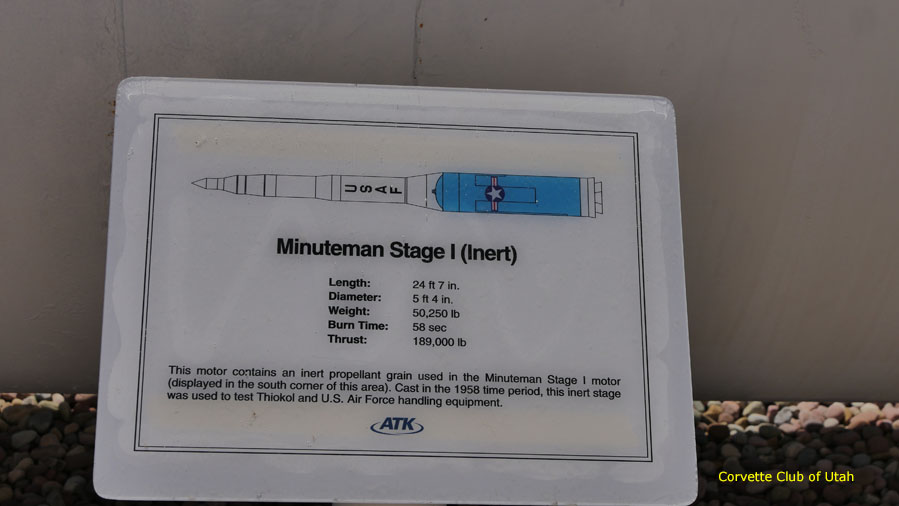 USAF
Minuteman Stage I (Inert)
Length: 24 ft 7 in.
Diameter: 5 ft 4 in.
Weight: 50,250 lb
Burn Time: 58 sec
Thrust: 189,000 lb
This motor contains an inert propellant grain used in the Minuteman Stage I motor
(displayed in the south corner of this area). Cast in the 1958 time period, this inert stage
was used to test Thiokol and U.S. Air Force handling equipment.
ATK
Corvette Club of Utah